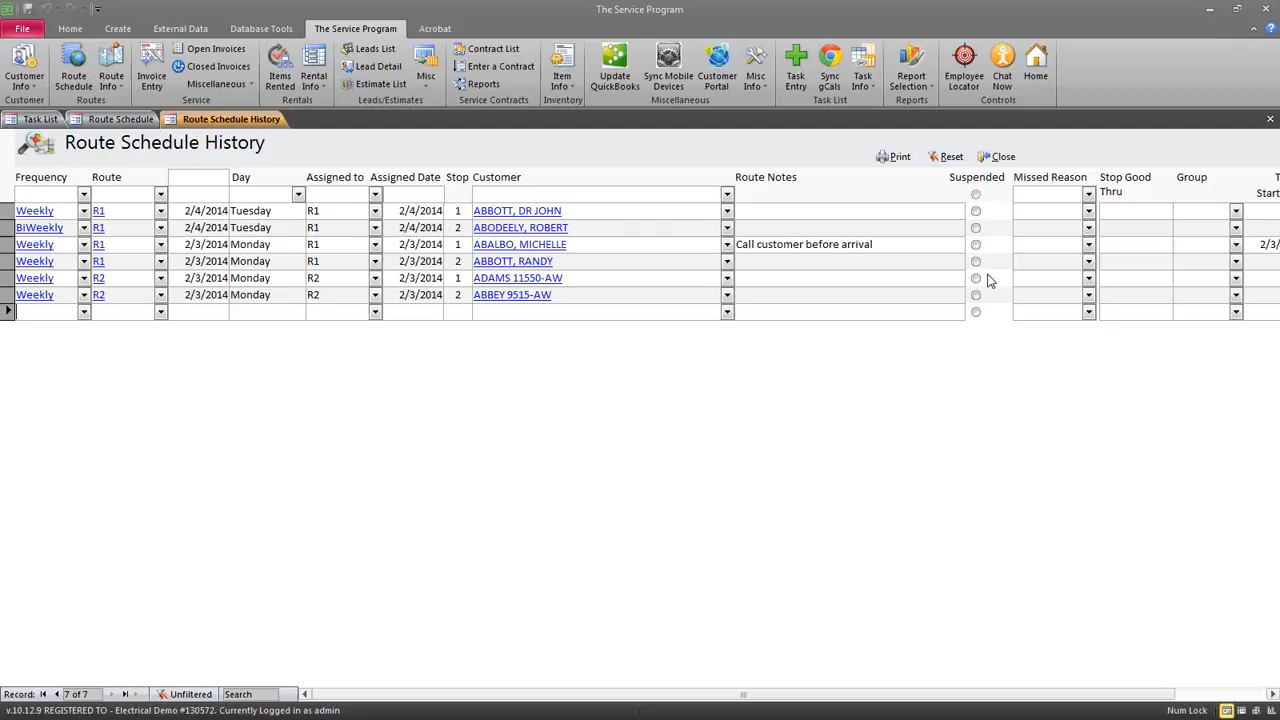 The Service Program
File Home Create External Data Database Tools The Service Program Acrobat
Customer Info
Customer
Route Schedule
Route Info
Routes
Invoice Entry
Open Invoices
Closed Invoices
Miscellaneous
Service
Items Rented
Rental Info
Rentals
Leads List
Lead Detail
Estimate List
Misc
Leads/Estimates
Contract List
Enter a Contract
Reports
Service Contracts
Item Info
Inventory
Update QuickBooks
Sync Mobile Devices
Customer Portal
Misc Info
Miscellaneous
Task Entry
Sync gCals
Task Info
Task List
Report Selection
Reports
Employee Locator
Chat Now
Home
Controls
Task List Route Schedule Route Schedule History
Route Schedule History
Print Reset Close
Frequency Route Day Assigned to Assigned Date Stop Customer Route Notes Suspended Missed Reason Stop Good Thru Group T
Start
Weekly R1 2/4/2014 Tuesday R1 2/4/2014 1 ABBOTT, DR JOHN
BiWeekly R1 2/4/2014 Tuesday R1 2/4/2014 2 ABODEELY, ROBERT
Weekly R1 2/3/2014 Monday R1 2/3/2014 1 ABALBO, MICHELLE Call customer before arrival 2/3/
Weekly R1 2/3/2014 Monday R1 2/3/2014 2 ABBOTT, RANDY
Weekly R2 2/3/2014 Monday R2 2/3/2014 1 ADAMS 11550-AW
Weekly R2 2/3/2014 Monday R2 2/3/2014 2 ABBEY 9515-AW
Record: 7 of 7 Unfiltered Search
v.10.12.9 REGISTERED TO - Electrical Demo #130572. Currently Logged in as admin Num Lock